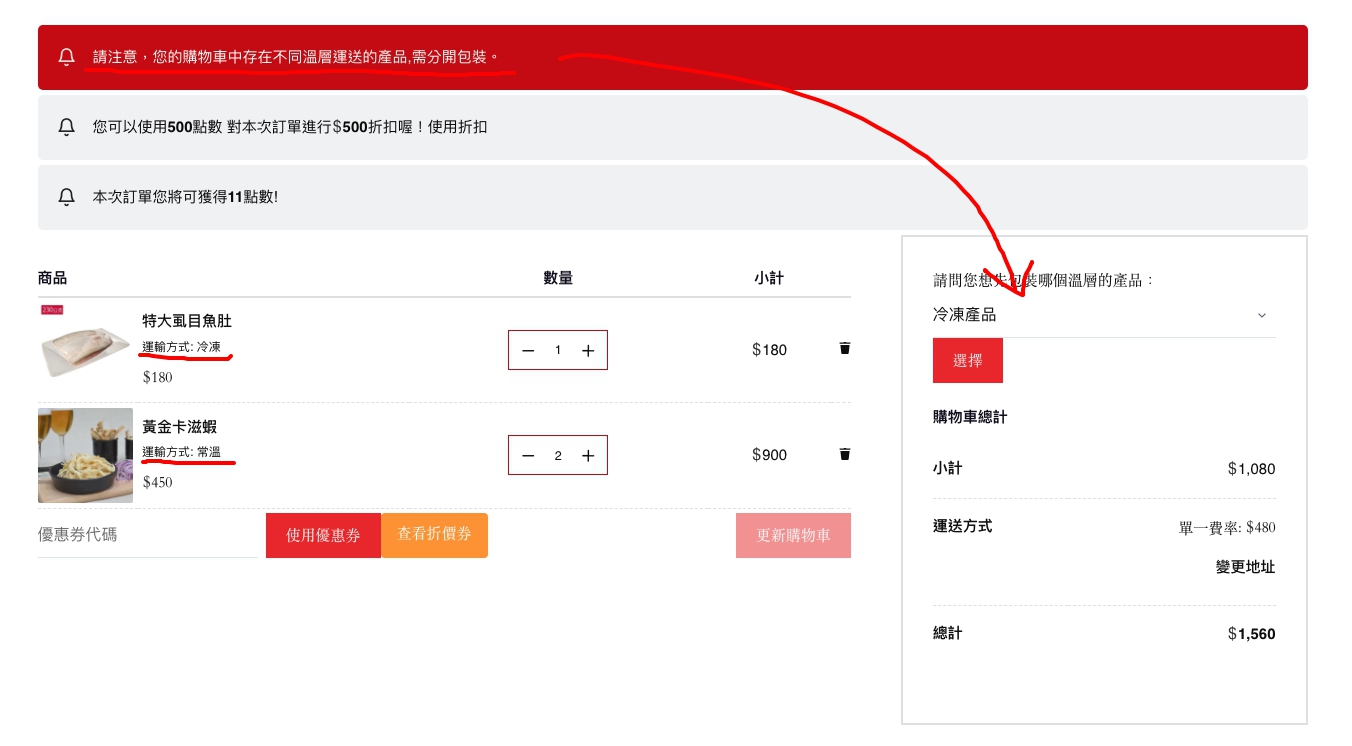 請注意，您的購物車中存在不同溫層運送的產品,需分開包裝。
您可以使用500點數 對本次訂單進行$500折扣喔！使用折扣
本次訂單您將可獲得11點數!
商品 數量 小計
特大虱目魚肚
運輸方式: 冷凍
$180
1
$180
黃金卡滋蝦
運輸方式: 常溫
$450
2
$900
優惠券代碼
使用優惠券
查看折價券
更新購物車
請問您想先包裝哪個溫層的產品：
冷凍產品
選擇
購物車總計
小計 $1,080
運送方式 單一費率: $480
變更地址
總計 $1,560